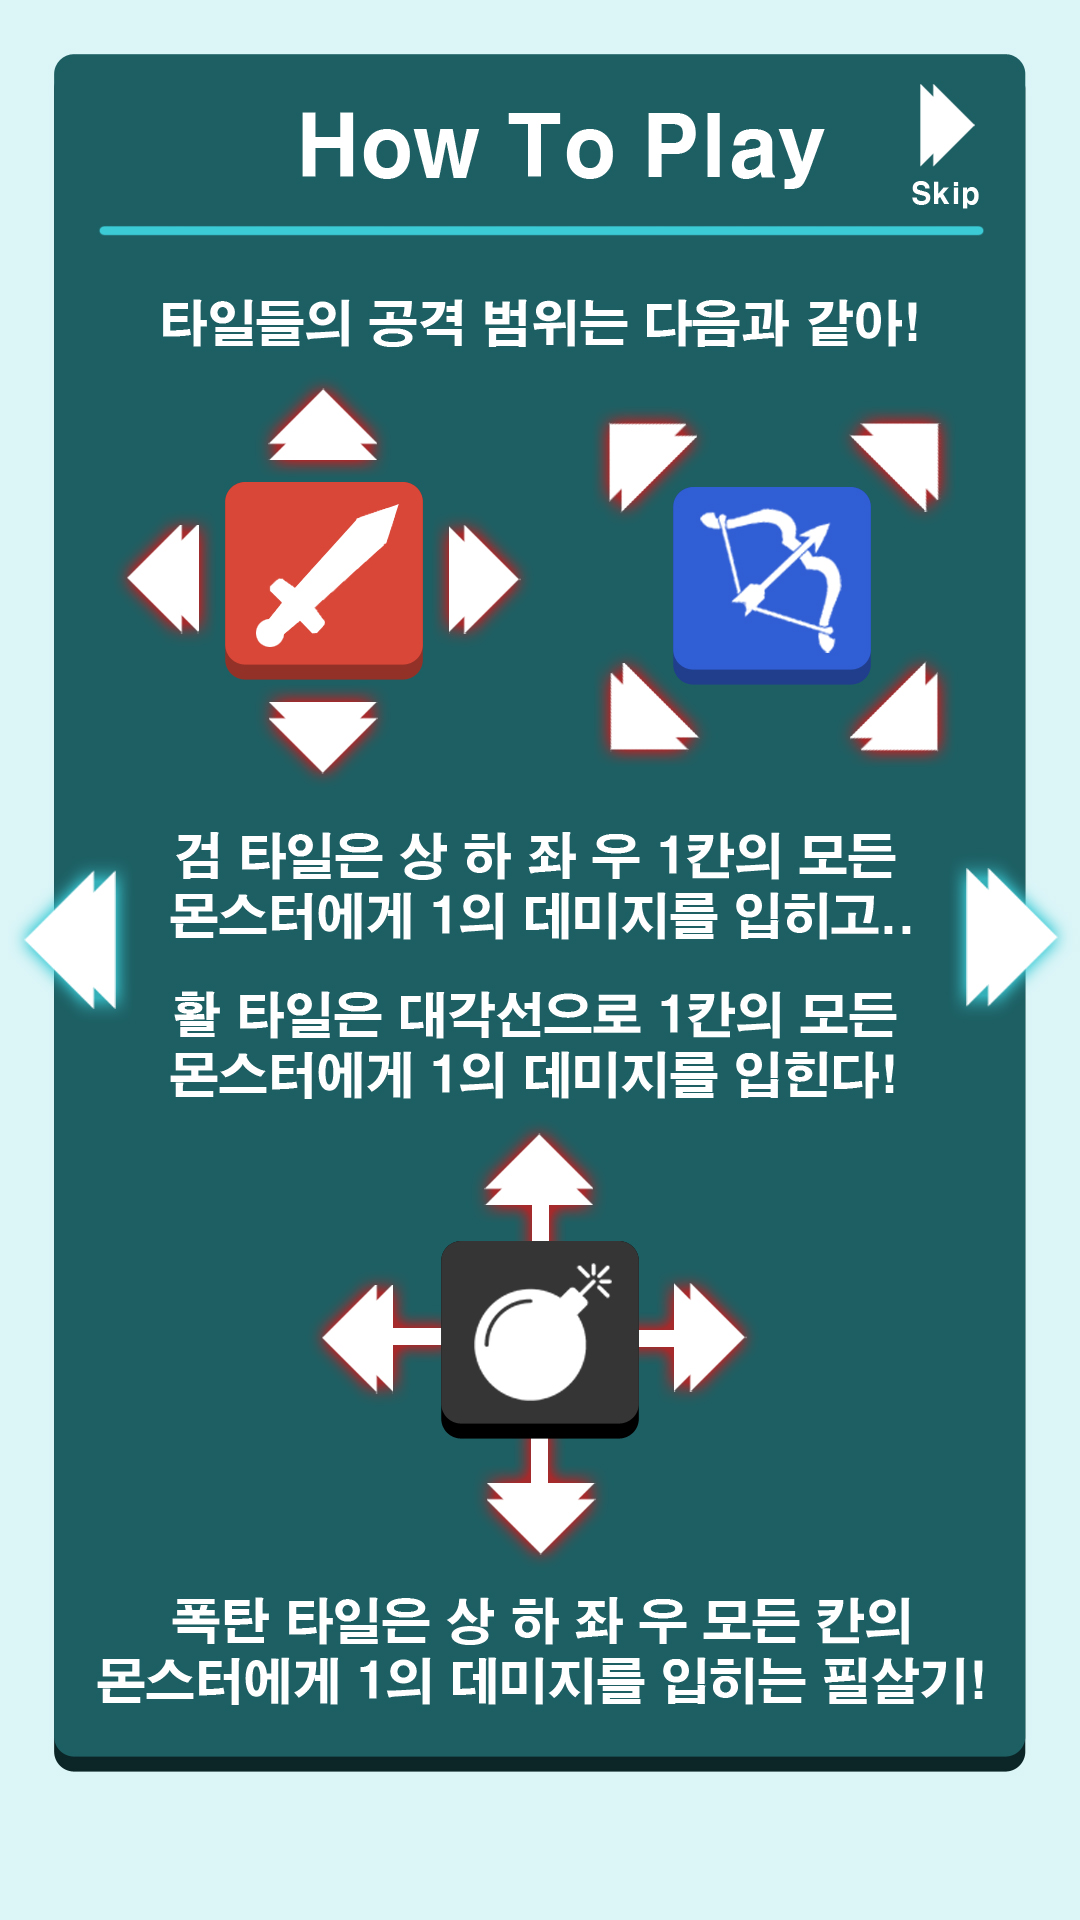 How To Play
Skip
타일들의 공격 범위는 다음과 같아!
검 타일은 상 하 좌 우 1칸의 모든
몬스터에게 1의 데미지를 입히고..
활 타일은 대각선으로 1칸의 모든
몬스터에게 1의 데미지를 입힌다!
폭탄 타일은 상 하 좌 우 모든 칸의
몬스터에게 1의 데미지를 입히는 필살기!